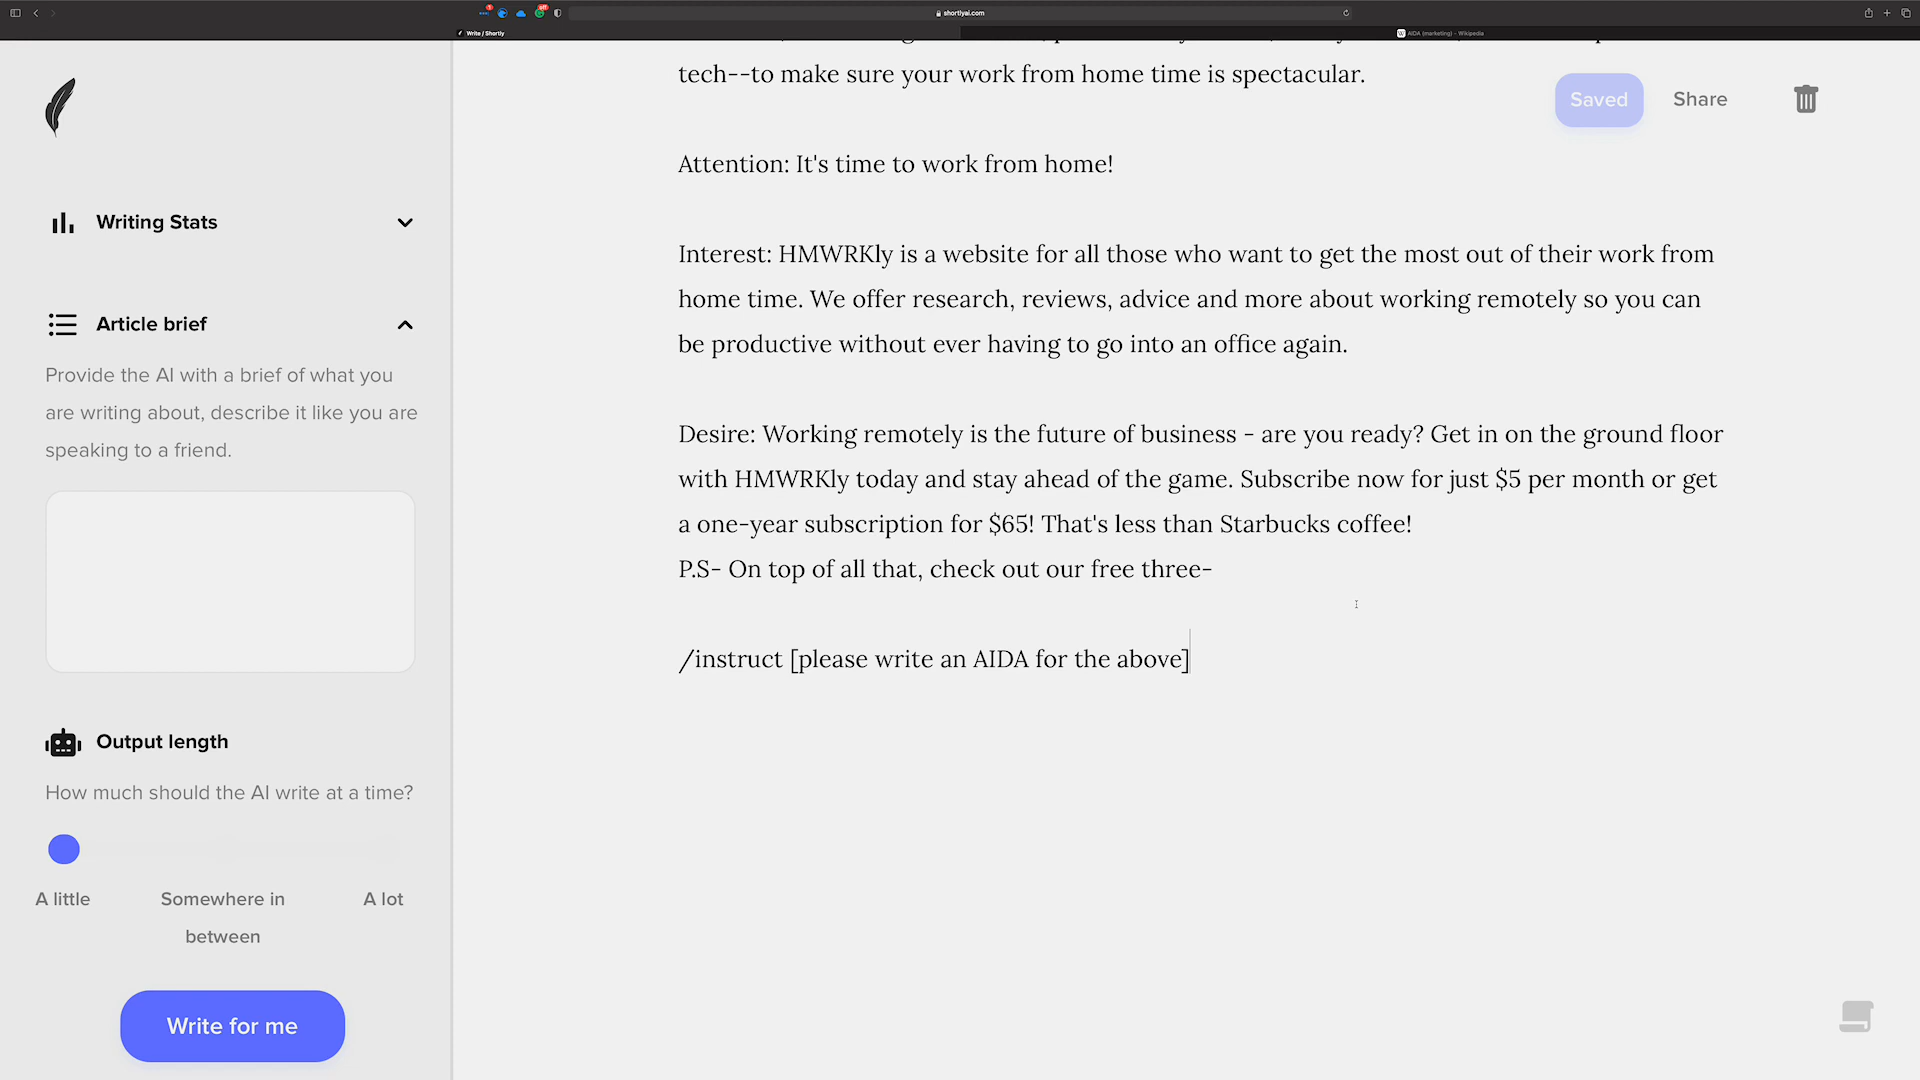 shortlyai.com
Write / Shortly
AIDA (marketing) - Wikipedia
tech--to make sure your work from home time is spectacular.
Saved
Share
Attention: It's time to work from home!
Writing Stats
Interest: HMWRKly is a website for all those who want to get the most out of their work from
home time. We offer research, reviews, advice and more about working remotely so you can
be productive without ever having to go into an office again.
Article brief
Provide the AI with a brief of what you
are writing about, describe it like you are
speaking to a friend.
Desire: Working remotely is the future of business - are you ready? Get in on the ground floor
with HMWRKly today and stay ahead of the game. Subscribe now for just $5 per month or get
a one-year subscription for $65! That's less than Starbucks coffee!
P.S- On top of all that, check out our free three-
/instruct [please write an AIDA for the above]
Output length
How much should the AI write at a time?
A little
Somewhere in
between
A lot
Write for me